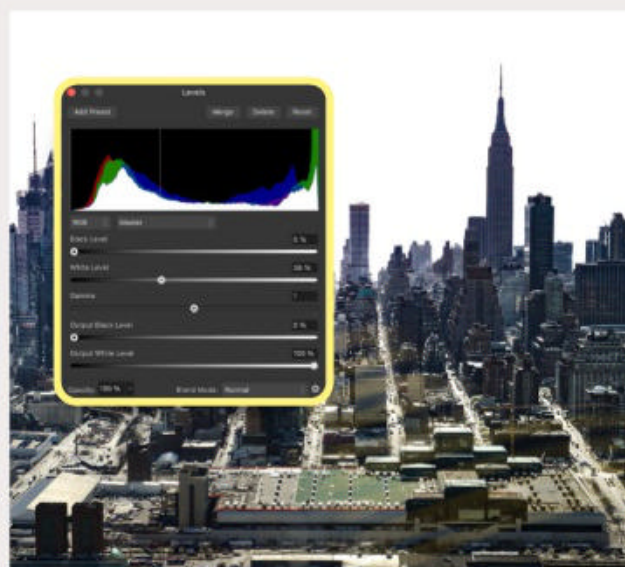 Levels
Add Preset Merge Delete Reset
RGB Master
Black Level 0 %
White Level
Gamma 1
Output Black Level 0 %
Output White Level 100 %
Opacity: 100 % Blend Mode: Normal